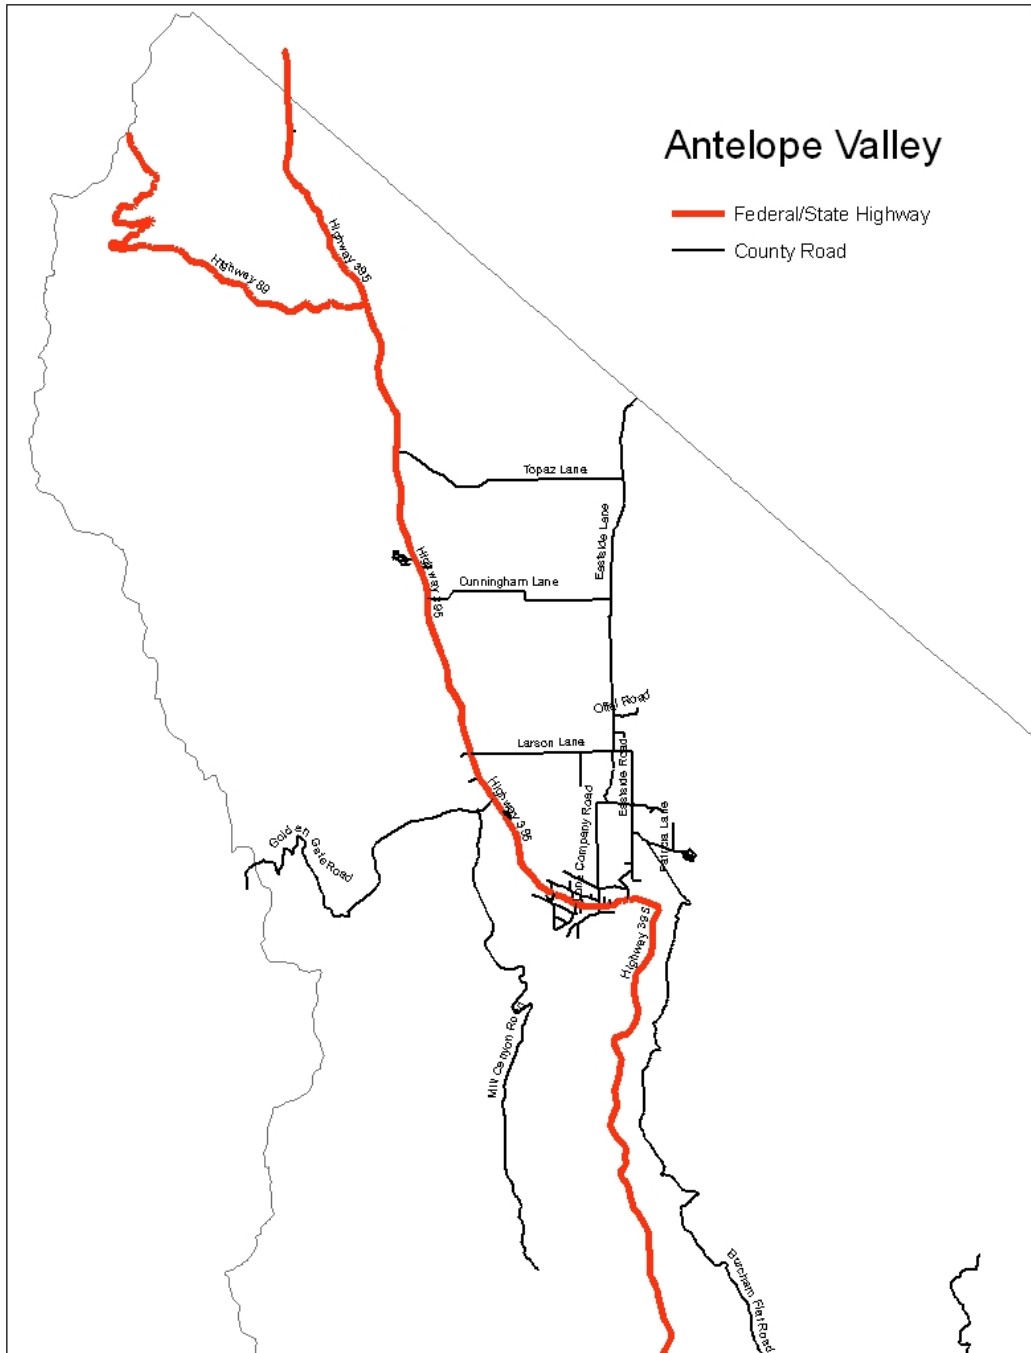 Antelope Valley
Federal/State Highway
County Road
Highway 395
Highway 89
Topaz Lane
Eastside Lane
Highway 395
Cunningham Lane
Offal Road
Larson Lane
Eastside Road
Highway 395
Company Road
Patricia Lane
Golden Gate Road
Highway 395
Mill Canyon Road
Burcham Flat Road